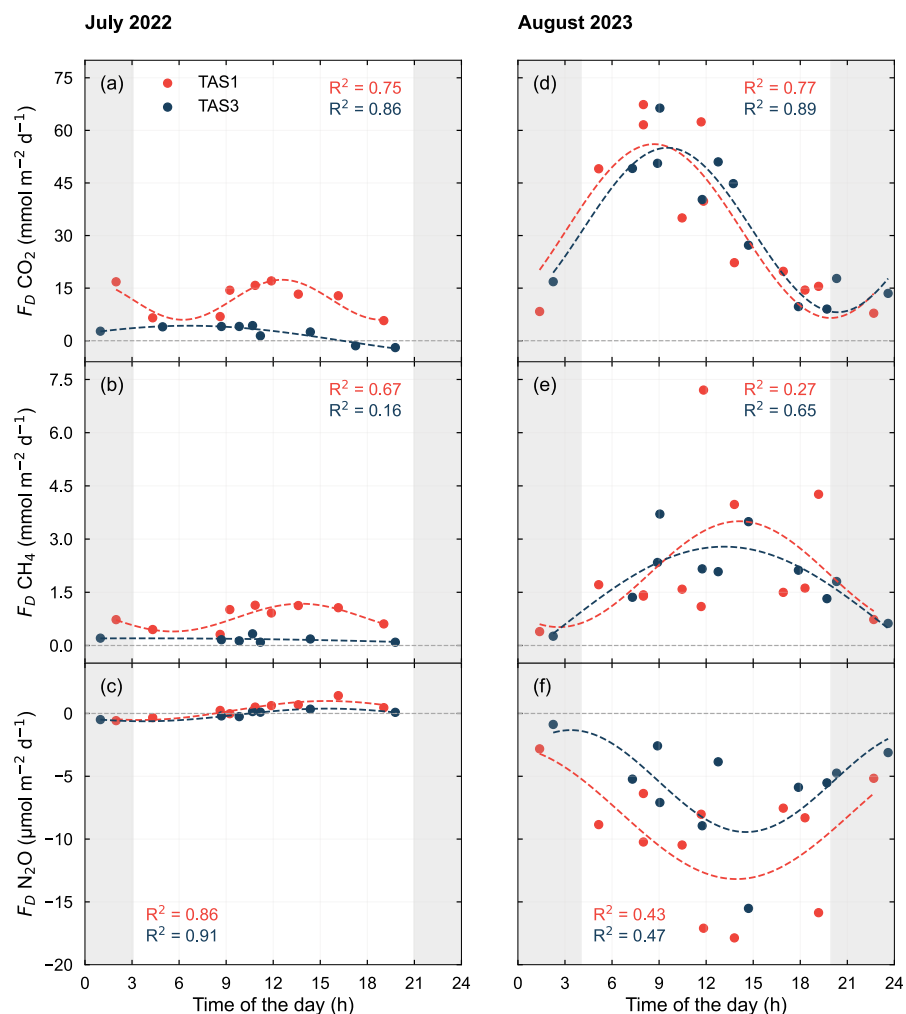 July 2022
August 2023
(a)
TAS1
TAS3
R² = 0.75
R² = 0.86
75
60
45
30
15
0
F_D CO₂ (mmol m⁻² d⁻¹)
(d)
R² = 0.77
R² = 0.89
(b)
R² = 0.67
R² = 0.16
7.5
6.0
4.5
3.0
1.5
0.0
F_D CH₄ (mmol m⁻² d⁻¹)
(e)
R² = 0.27
R² = 0.65
(c)
R² = 0.86
R² = 0.91
0
−5
−10
−15
−20
F_D N₂O (µmol m⁻² d⁻¹)
(f)
R² = 0.43
R² = 0.47
0 3 6 9 12 15 18 21 24
0 3 6 9 12 15 18 21 24
Time of the day (h)
Time of the day (h)